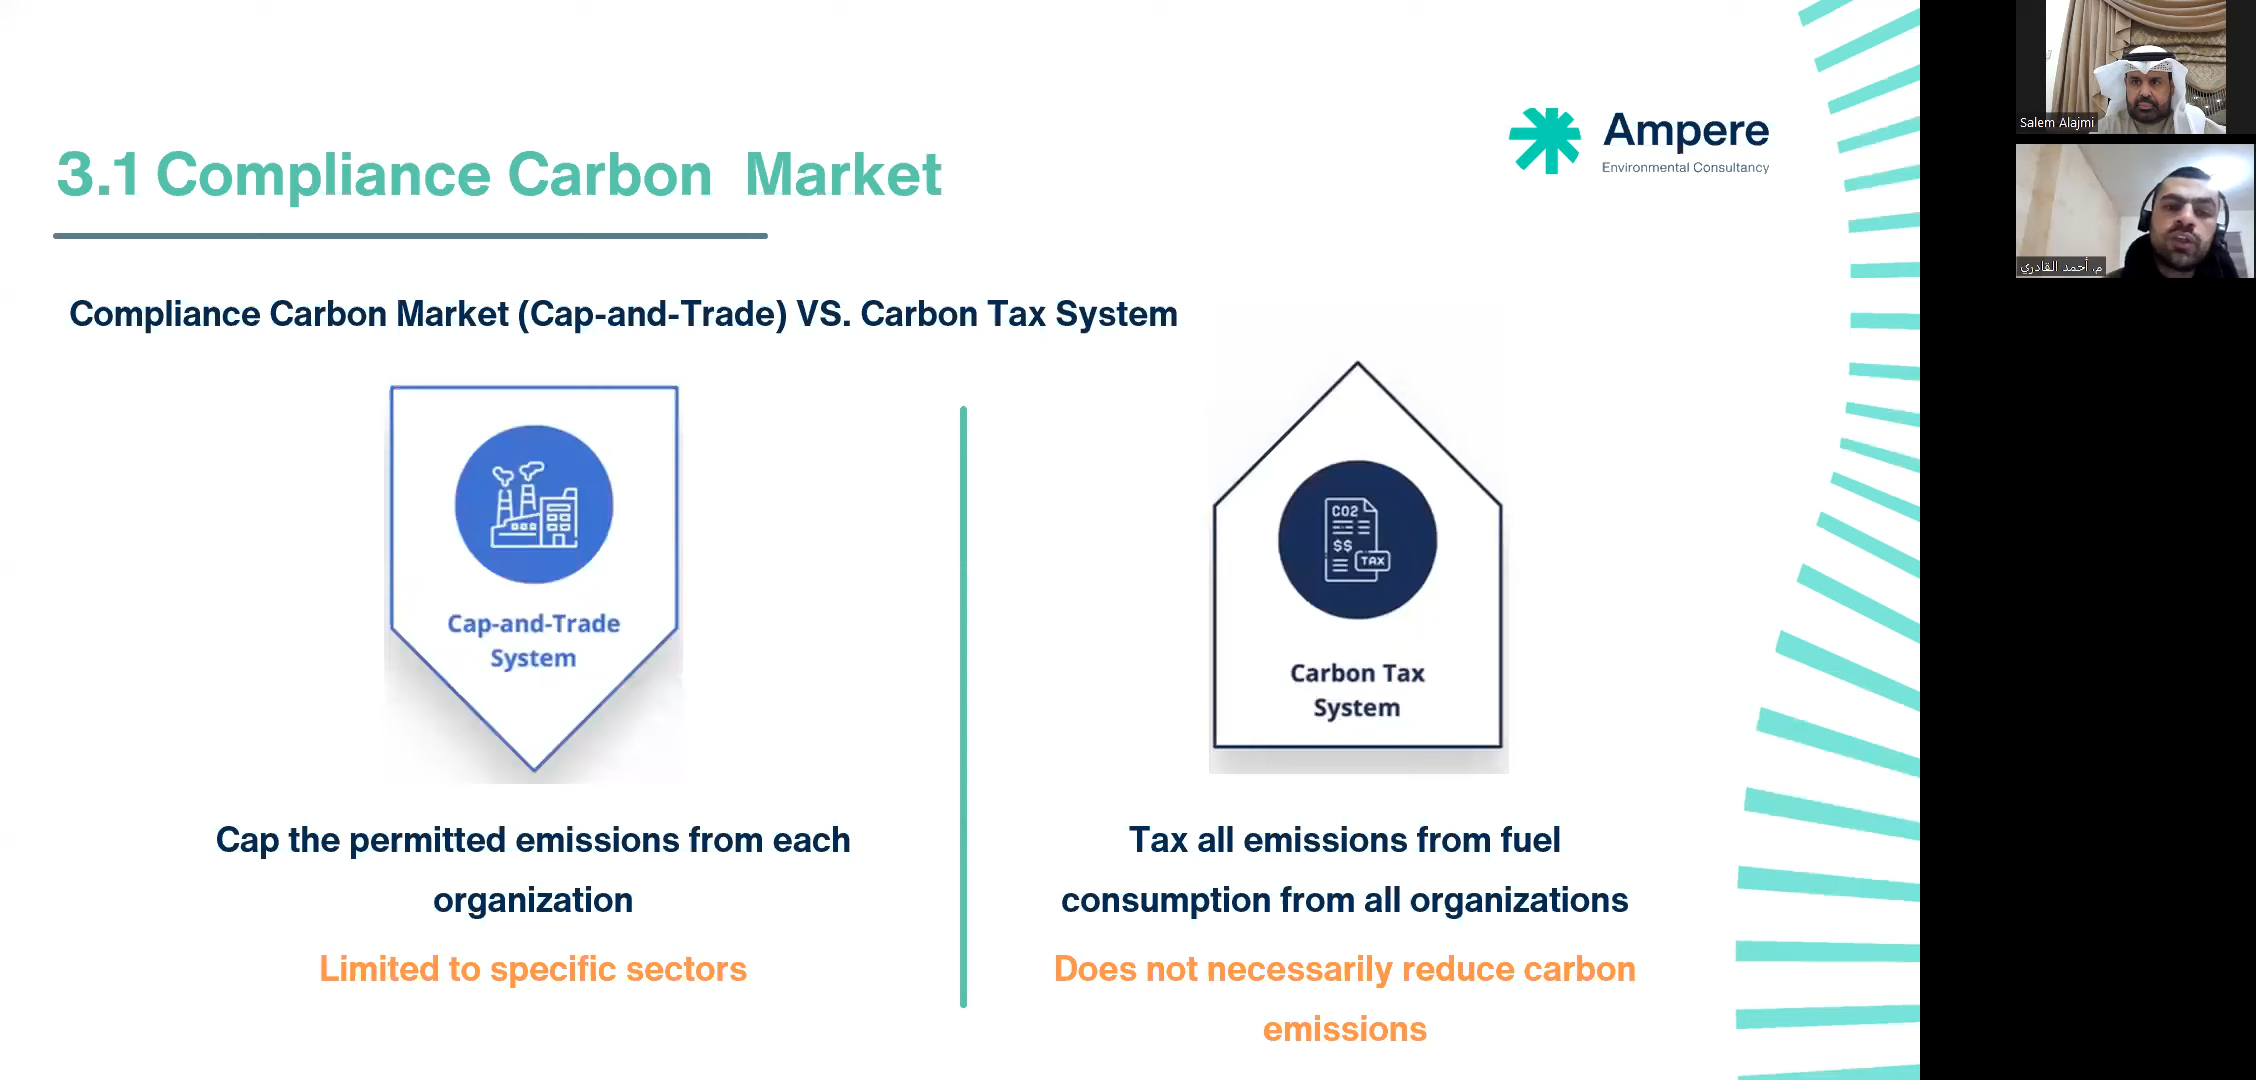 3.1 Compliance Carbon Market
Ampere
Environmental Consultancy
Compliance Carbon Market (Cap-and-Trade) VS. Carbon Tax System
Cap-and-Trade
System
Cap the permitted emissions from each
organization
Limited to specific sectors
CO2
$$
TAX
Carbon Tax
System
Tax all emissions from fuel
consumption from all organizations
Does not necessarily reduce carbon
emissions
Salem Alajmi
م. أحمد القادري